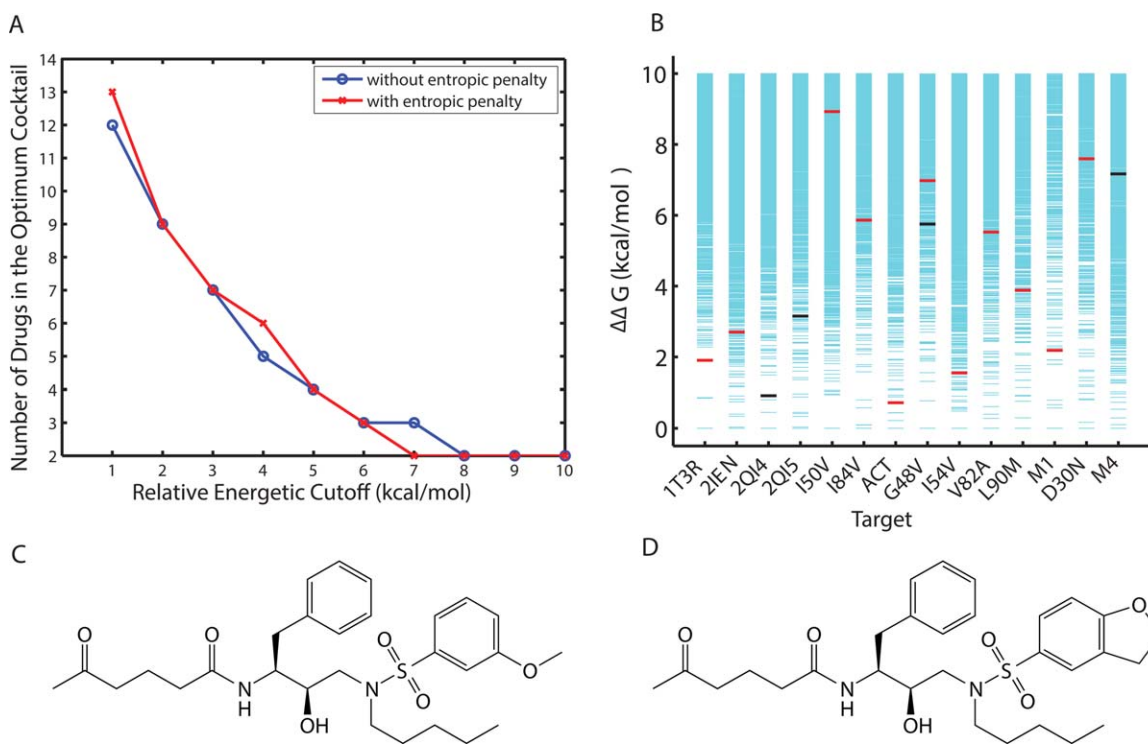 A
Number of Drugs in the Optimum Cocktail
14
13
12
11
10
9
8
7
6
5
4
3
2
without entropic penalty
with entropic penalty
1 2 3 4 5 6 7 8 9 10
Relative Energetic Cutoff (kcal/mol)
B
ΔΔ G (kcal/mol)
10
8
6
4
2
0
1T3R
2IEN
2QI4
2QI5
I50V
I84V
ACT
G48V
I54V
V82A
L90M
M1
D30N
M4
Target
C
O
O
N
H
OH
N
O
S
O
O
D
O
O
N
H
OH
N
O
S
O
O